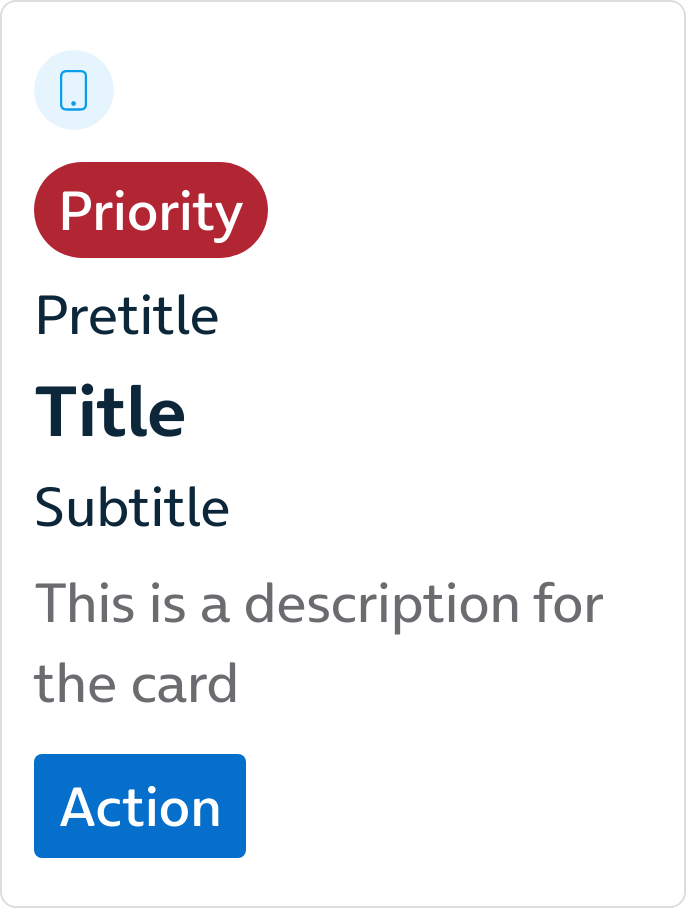 Priority
Pretitle
Title
Subtitle
This is a description for
the card
Action